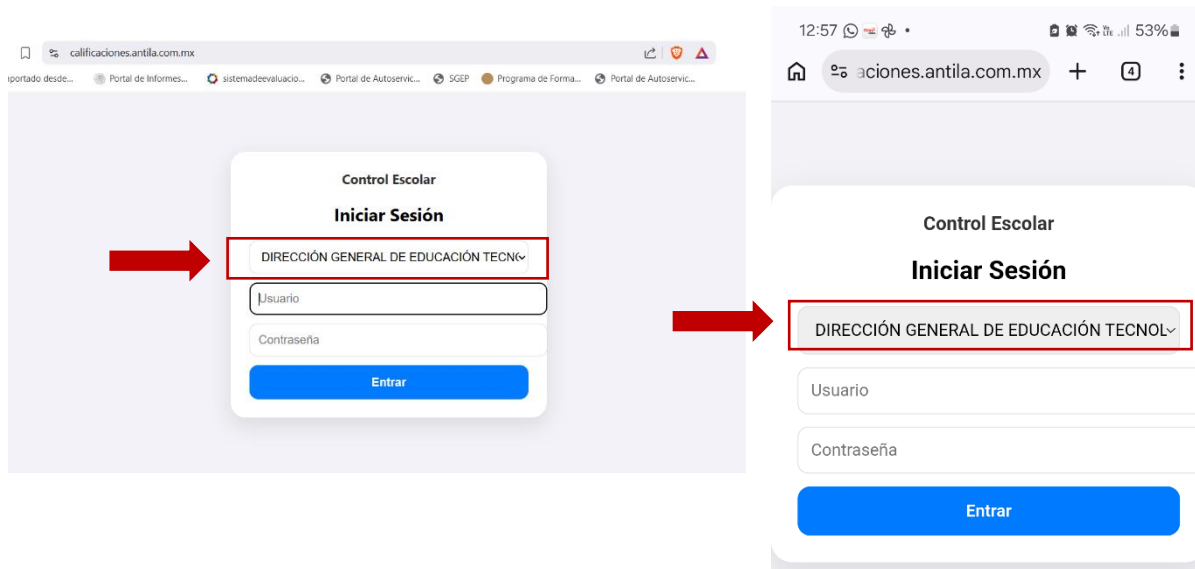 calificaciones.antila.com.mx
portado desde...
Portal de Informes...
sistemadeevaluacio...
Portal de Autoservic...
SGEP
Programa de Forma...
Portal de Autoservic...
Control Escolar
Iniciar Sesión
DIRECCIÓN GENERAL DE EDUCACIÓN TECN
Usuario
Contraseña
Entrar
12:57
53%
aciones.antila.com.mx
4
Control Escolar
Iniciar Sesión
DIRECCIÓN GENERAL DE EDUCACIÓN TECNOL
Usuario
Contraseña
Entrar